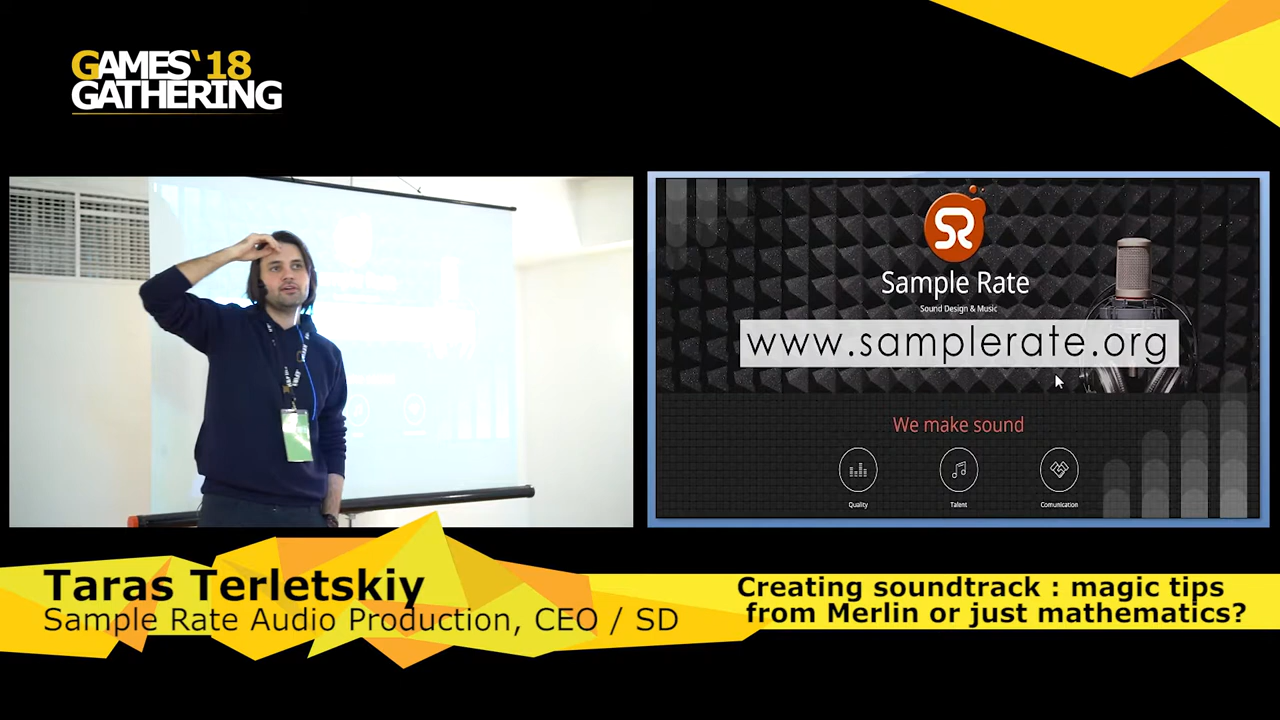 GAMES‘18
GATHERING
SR
Sample Rate
Sound Design & Music
www.samplerate.org
We make sound
Quality
Talent
Comunication
Taras Terletskiy
Sample Rate Audio Production, CEO / SD
Creating soundtrack : magic tips
from Merlin or just mathematics?